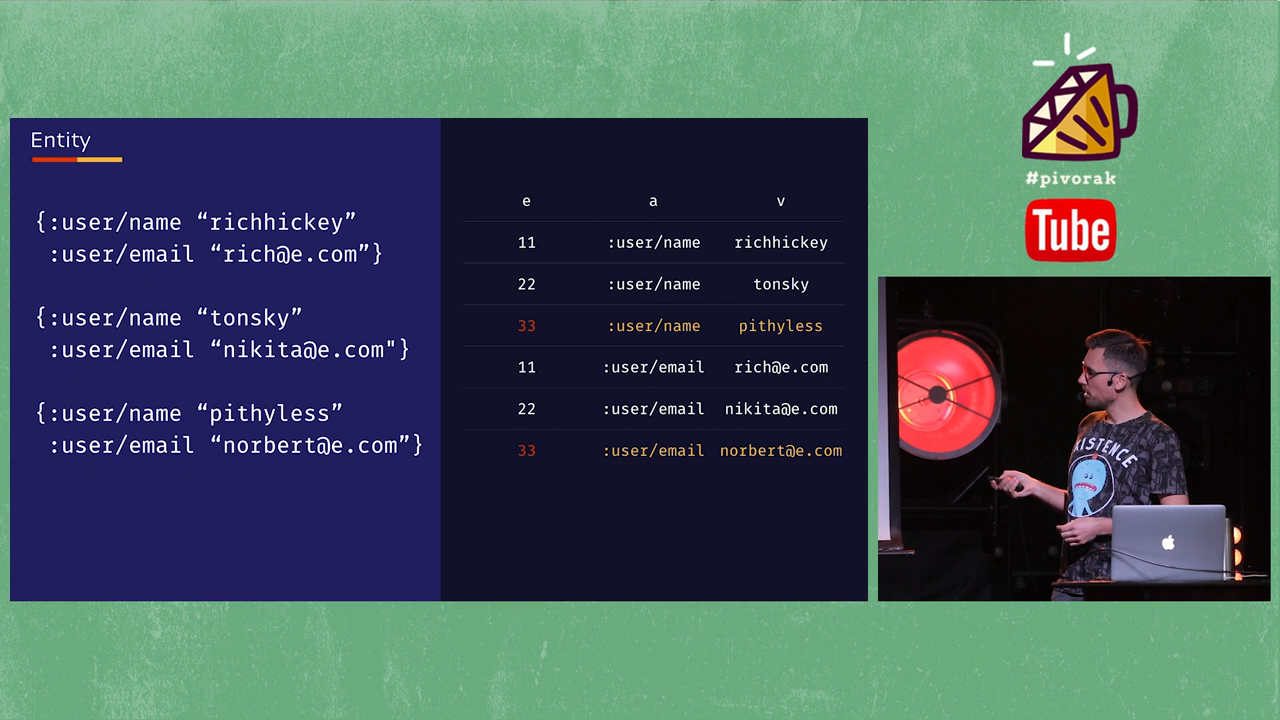 Entity
{:user/name “richhickey”
:user/email “rich@e.com”}
{:user/name “tonsky”
:user/email “nikita@e.com"}
{:user/name “pithyless”
:user/email “norbert@e.com”}
e a v
11 :user/name richhickey
22 :user/name tonsky
33 :user/name pithyless
11 :user/email rich@e.com
22 :user/email nikita@e.com
33 :user/email norbert@e.com
#pivorak
Tube
EXISTENCE